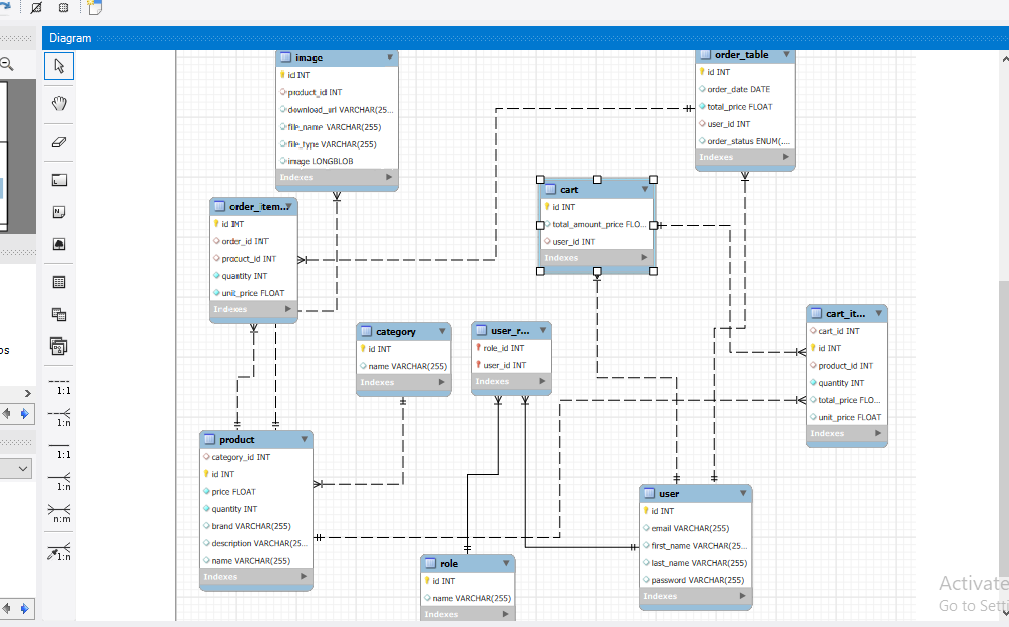 Diagram
image
id INT
product_id INT
download_url VARCHAR(25...
file_name VARCHAR(255)
file_type VARCHAR(255)
image LONGBLOB
Indexes
order_table
id INT
order_date DATE
total_price FLOAT
user_id INT
order_status ENUM(....
Indexes
order_item...
id INT
order_id INT
product_id INT
quantity INT
unit_price FLOAT
Indexes
cart
id INT
total_amount_price FLO...
user_id INT
Indexes
category
id INT
name VARCHAR(255)
Indexes
user_r...
role_id INT
user_id INT
Indexes
cart_it...
cart_id INT
id INT
product_id INT
quantity INT
total_price FLO...
unit_price FLOAT
Indexes
product
category_id INT
id INT
price FLOAT
quantity INT
brand VARCHAR(255)
description VARCHAR(25...
name VARCHAR(255)
Indexes
role
id INT
name VARCHAR(255)
Indexes
user
id INT
email VARCHAR(255)
first_name VARCHAR(25...
last_name VARCHAR(255)
password VARCHAR(255)
Indexes
1:1
1:n
1:1
1:n
n:m
1:n
os
Activate
Go to Setti